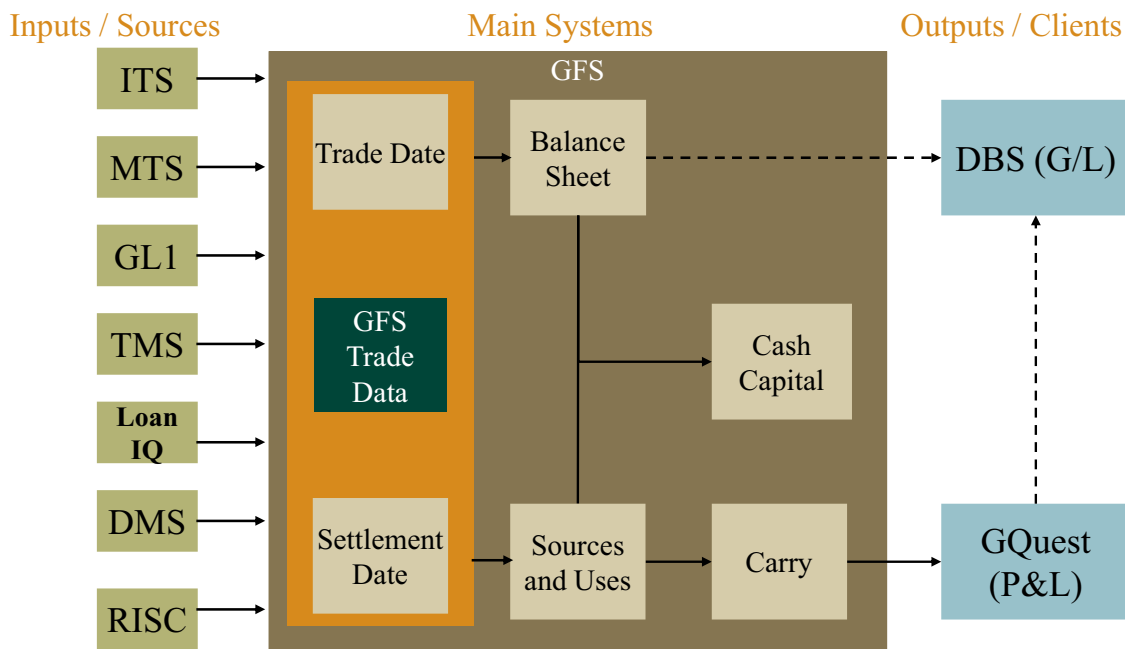 Inputs / Sources
Main Systems
Outputs / Clients
ITS
MTS
GL1
TMS
Loan
IQ
DMS
RISC
GFS
Trade Date
GFS
Trade
Data
Settlement
Date
Balance
Sheet
Sources
and Uses
Cash
Capital
Carry
DBS (G/L)
GQuest
(P&L)